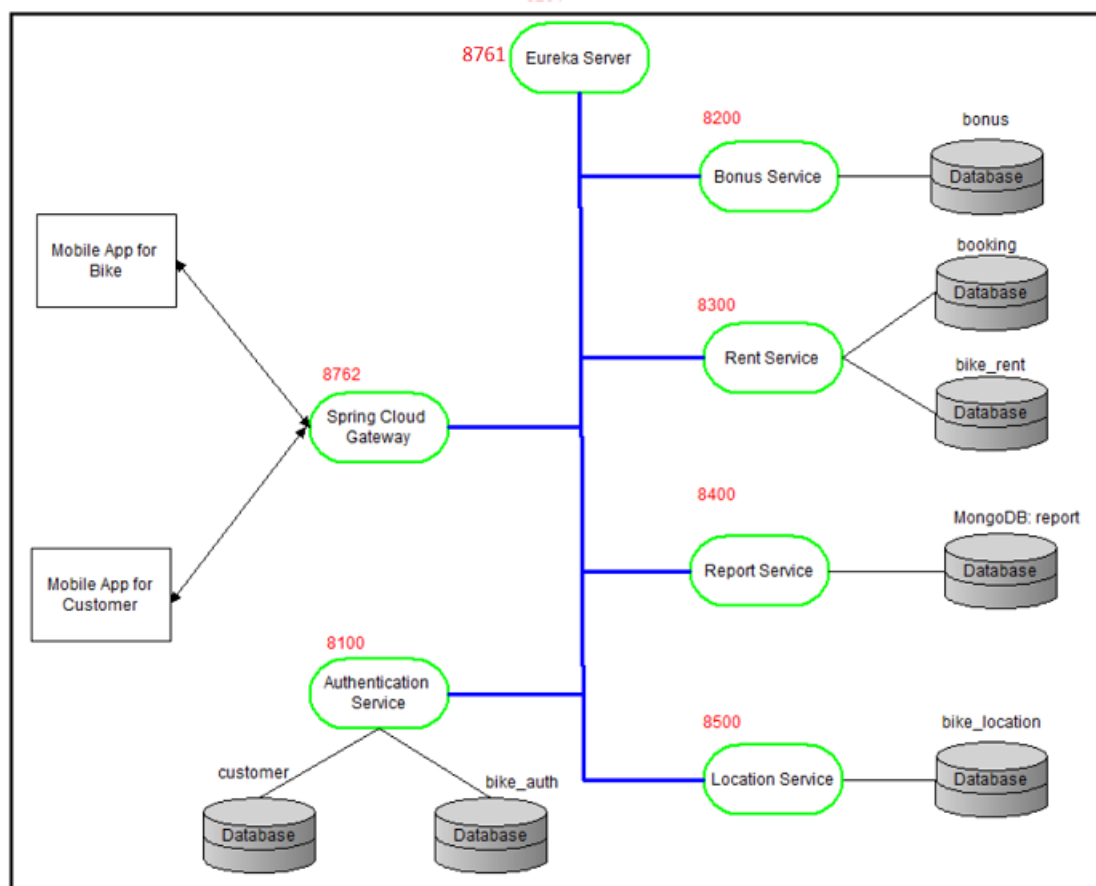 8761
Eureka Server
8200
bonus
Bonus Service
Database
Mobile App for
Bike
booking
Database
8300
Rent Service
bike_rent
Database
8762
Spring Cloud
Gateway
8400
MongoDB: report
Report Service
Database
Mobile App for
Customer
8100
Authentication
Service
8500
bike_location
Location Service
Database
customer
Database
bike_auth
Database